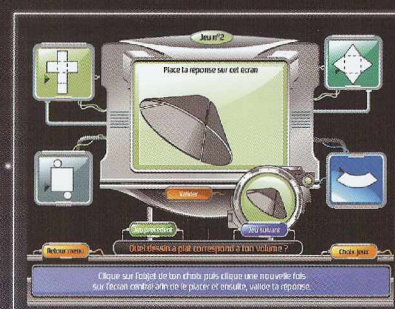 Jeu n°2
Place ta réponse sur cet écran
Valider
Jeu précédent
Jeu suivant
Retour menu
Quel dessin à plat correspond à ton volume ?
Choix jeux
Clique sur l'objet de ton choix puis clique une nouvelle fois
sur l'écran central afin de le placer et ensuite, valide ta réponse.